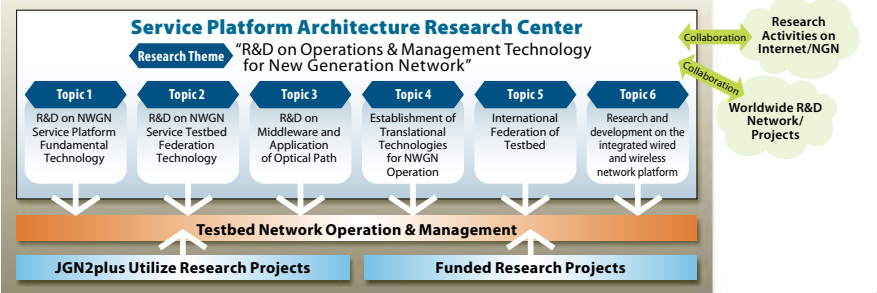 Service Platform Architecture Research Center
Research Theme
"R&D on Operations & Management Technology
for New Generation Network"
Collaboration
Research
Activities on
Internet/NGN
Collaboration
Worldwide R&D
Network/
Projects
Topic 1
R&D on NWGN
Service Platform
Fundamental
Technology
Topic 2
R&D on NWGN
Service Testbed
Federation
Technology
Topic 3
R&D on
Middleware and
Application
of Optical Path
Topic 4
Establishment of
Translational
Technologies
for NWGN
Operation
Topic 5
International
Federation of
Testbed
Topic 6
Research and
development on the
integrated wired
and wireless
network platform
Testbed Network Operation & Management
JGN2plus Utilize Research Projects
Funded Research Projects